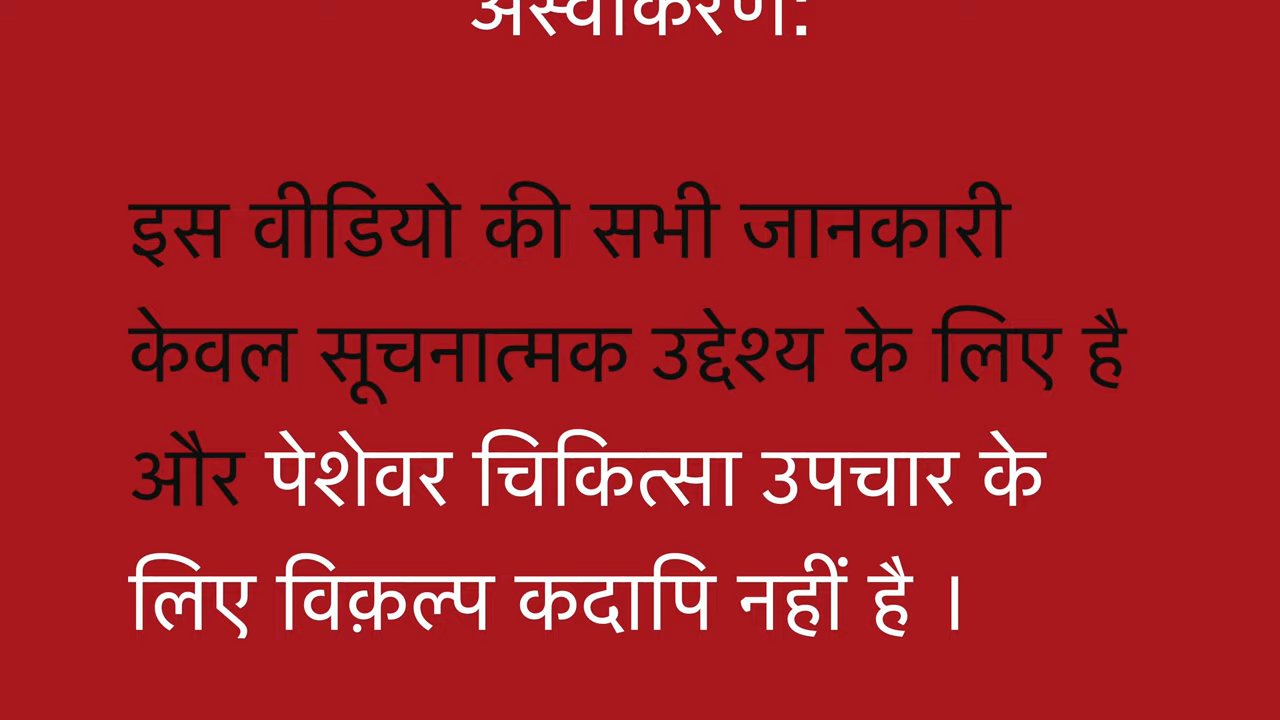 अस्वीकरण:
इस वीडियो की सभी जानकारी
केवल सूचनात्मक उद्देश्य के लिए है
और पेशेवर चिकित्सा उपचार के
लिए विक़ल्प कदापि नहीं है ।